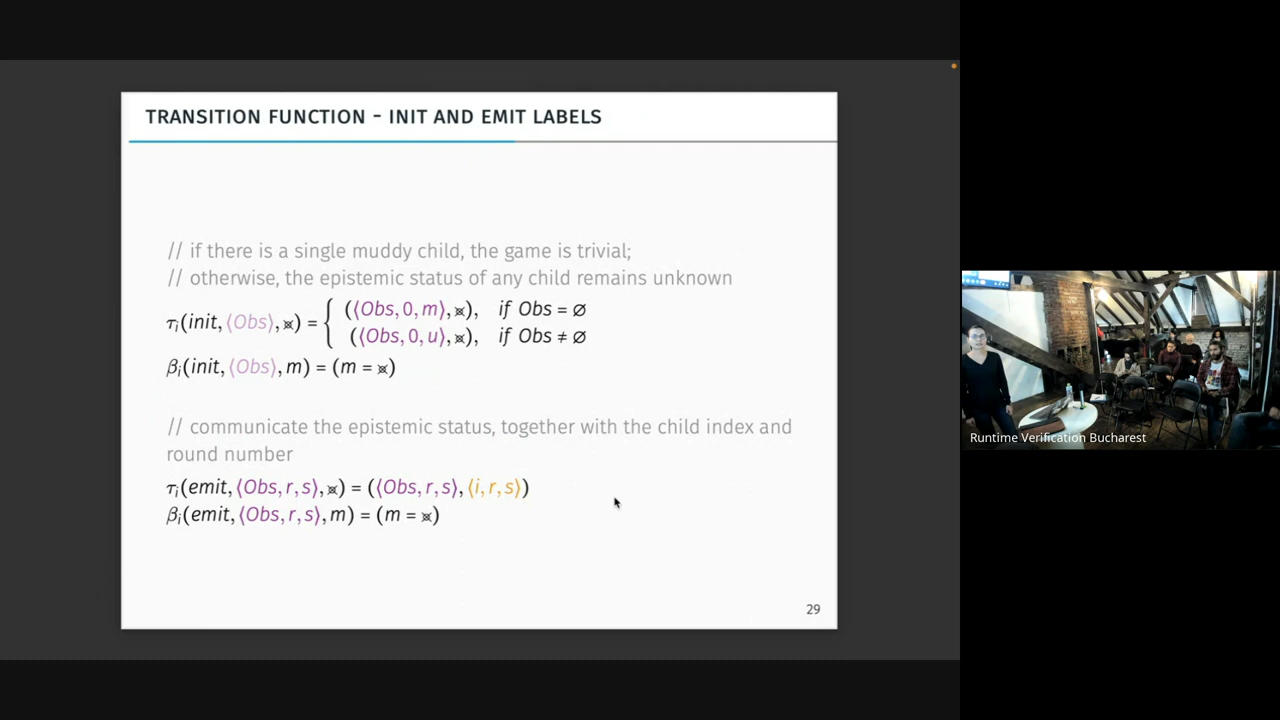 TRANSITION FUNCTION - INIT AND EMIT LABELS
// if there is a single muddy child, the game is trivial;
// otherwise, the epistemic status of any child remains unknown
τᵢ(init, ⟨Obs⟩, ⦻) = { (⟨Obs, 0, m⟩, ⦻), if Obs = ∅
(⟨Obs, 0, u⟩, ⦻), if Obs ≠ ∅
βᵢ(init, ⟨Obs⟩, m) = (m = ⦻)
// communicate the epistemic status, together with the child index and
round number
τᵢ(emit, ⟨Obs, r, s⟩, ⦻) = (⟨Obs, r, s⟩, ⟨i, r, s⟩)
βᵢ(emit, ⟨Obs, r, s⟩, m) = (m = ⦻)
29
Runtime Verification Bucharest